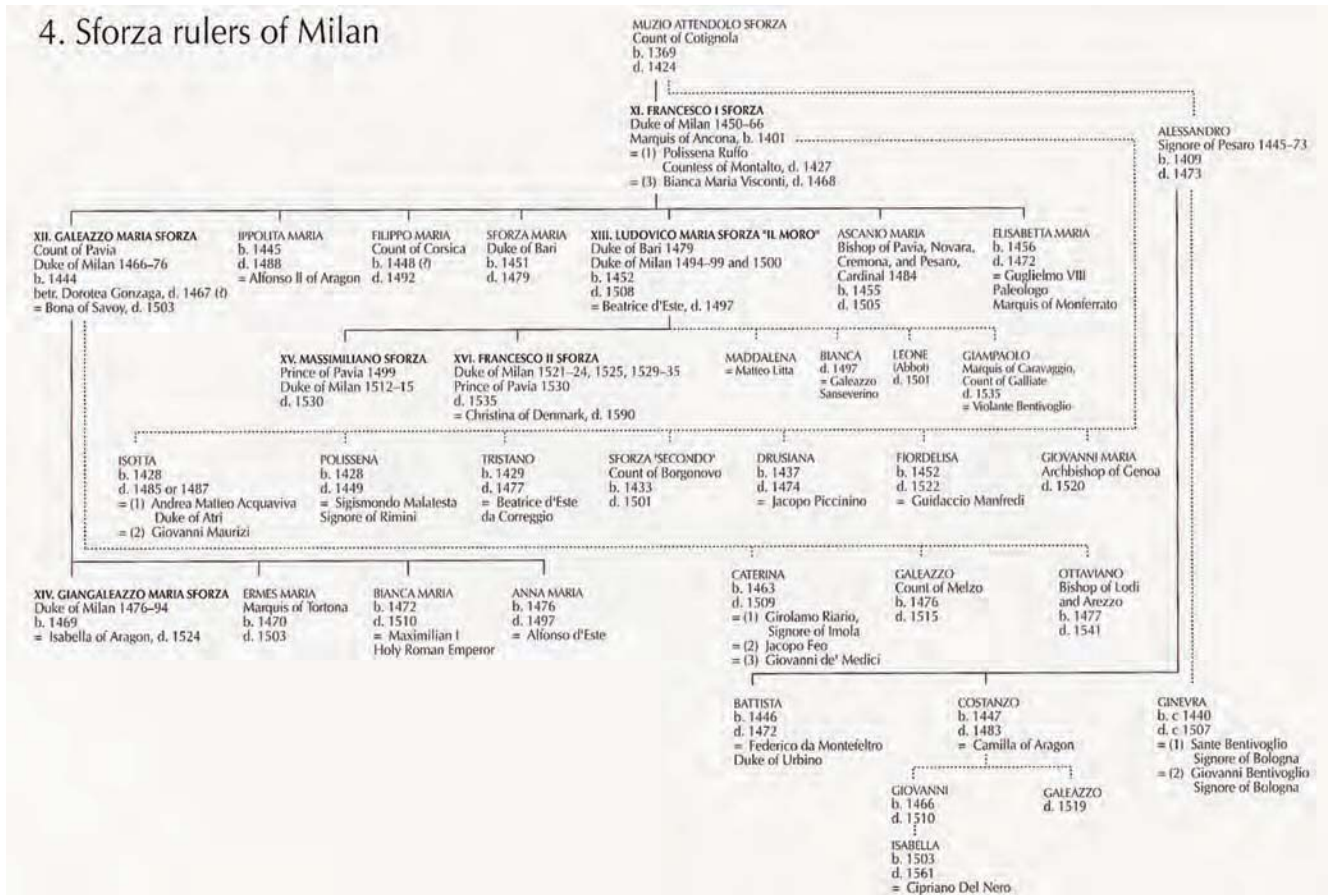 4. Sforza rulers of Milan
MUZIO ATTENDOLO SFORZA
Count of Cotignola
b. 1369
d. 1424
XI. FRANCESCO I SFORZA
Duke of Milan 1450–66
Marquis of Ancona, b. 1401
= (1) Polissena Ruffo
Countess of Montalto, d. 1427
= (3) Bianca Maria Visconti, d. 1468
ALESSANDRO
Signore of Pesaro 1445–73
b. 1409
d. 1473
XII. GALEAZZO MARIA SFORZA
Count of Pavia
Duke of Milan 1466–76
b. 1444
betr. Dorotea Gonzaga, d. 1467 (?)
= Bona of Savoy, d. 1503
IPPOLITA MARIA
b. 1445
d. 1488
= Alfonso II of Aragon
FILIPPO MARIA
Count of Corsica
b. 1448 (?)
d. 1492
SFORZA MARIA
Duke of Bari
b. 1451
d. 1479
XIII. LUDOVICO MARIA SFORZA "IL MORO"
Duke of Bari 1479
Duke of Milan 1494–99 and 1500
b. 1452
d. 1508
= Beatrice d'Este, d. 1497
ASCANIO MARIA
Bishop of Pavia, Novara,
Cremona, and Pesaro,
Cardinal 1484
b. 1455
d. 1505
ELISABETTA MARIA
b. 1456
d. 1472
= Guglielmo VIII
Paleologo
Marquis of Monferrato
XV. MASSIMILIANO SFORZA
Prince of Pavia 1499
Duke of Milan 1512–15
d. 1530
XVI. FRANCESCO II SFORZA
Duke of Milan 1521–24, 1525, 1529–35
Prince of Pavia 1530
d. 1535
= Christina of Denmark, d. 1590
MADDALENA
= Matteo Litta
BIANCA
d. 1497
= Galeazzo
Sanseverino
LEONE
(Abbot)
d. 1501
GIAMPAOLO
Marquis of Caravaggio,
Count of Galliate
d. 1535
= Violante Bentivoglio
ISOTTA
b. 1428
d. 1485 or 1487
= (1) Andrea Matteo Acquaviva
Duke of Atri
= (2) Giovanni Maurizi
POLISSENA
b. 1428
d. 1449
= Sigismondo Malatesta
Signore of Rimini
TRISTANO
b. 1429
d. 1477
= Beatrice d'Este
da Correggio
SFORZA 'SECONDO'
Count of Borgonovo
b. 1433
d. 1501
DRUSIANA
b. 1437
d. 1474
= Jacopo Piccinino
FIORDELISA
b. 1452
d. 1522
= Guidaccio Manfredi
GIOVANNI MARIA
Archbishop of Genoa
d. 1520
XIV. GIANGALEAZZO MARIA SFORZA
Duke of Milan 1476–94
b. 1469
= Isabella of Aragon, d. 1524
ERMES MARIA
Marquis of Tortona
b. 1470
d. 1503
BIANCA MARIA
b. 1472
d. 1510
= Maximilian I
Holy Roman Emperor
ANNA MARIA
b. 1476
d. 1497
= Alfonso d'Este
CATERINA
b. 1463
d. 1509
= (1) Girolamo Riario,
Signore of Imola
= (2) Jacopo Feo
= (3) Giovanni de' Medici
GALEAZZO
Count of Melzo
b. 1476
d. 1515
OTTAVIANO
Bishop of Lodi
and Arezzo
b. 1477
d. 1541
BATTISTA
b. 1446
d. 1472
= Federico da Montefeltro
Duke of Urbino
COSTANZO
b. 1447
d. 1483
= Camilla of Aragon
GINEVRA
b. c 1440
d. c 1507
= (1) Sante Bentivoglio
Signore of Bologna
= (2) Giovanni Bentivoglio
Signore of Bologna
GIOVANNI
b. 1466
d. 1510
GALEAZZO
d. 1519
ISABELLA
b. 1503
d. 1561
= Cipriano Del Nero